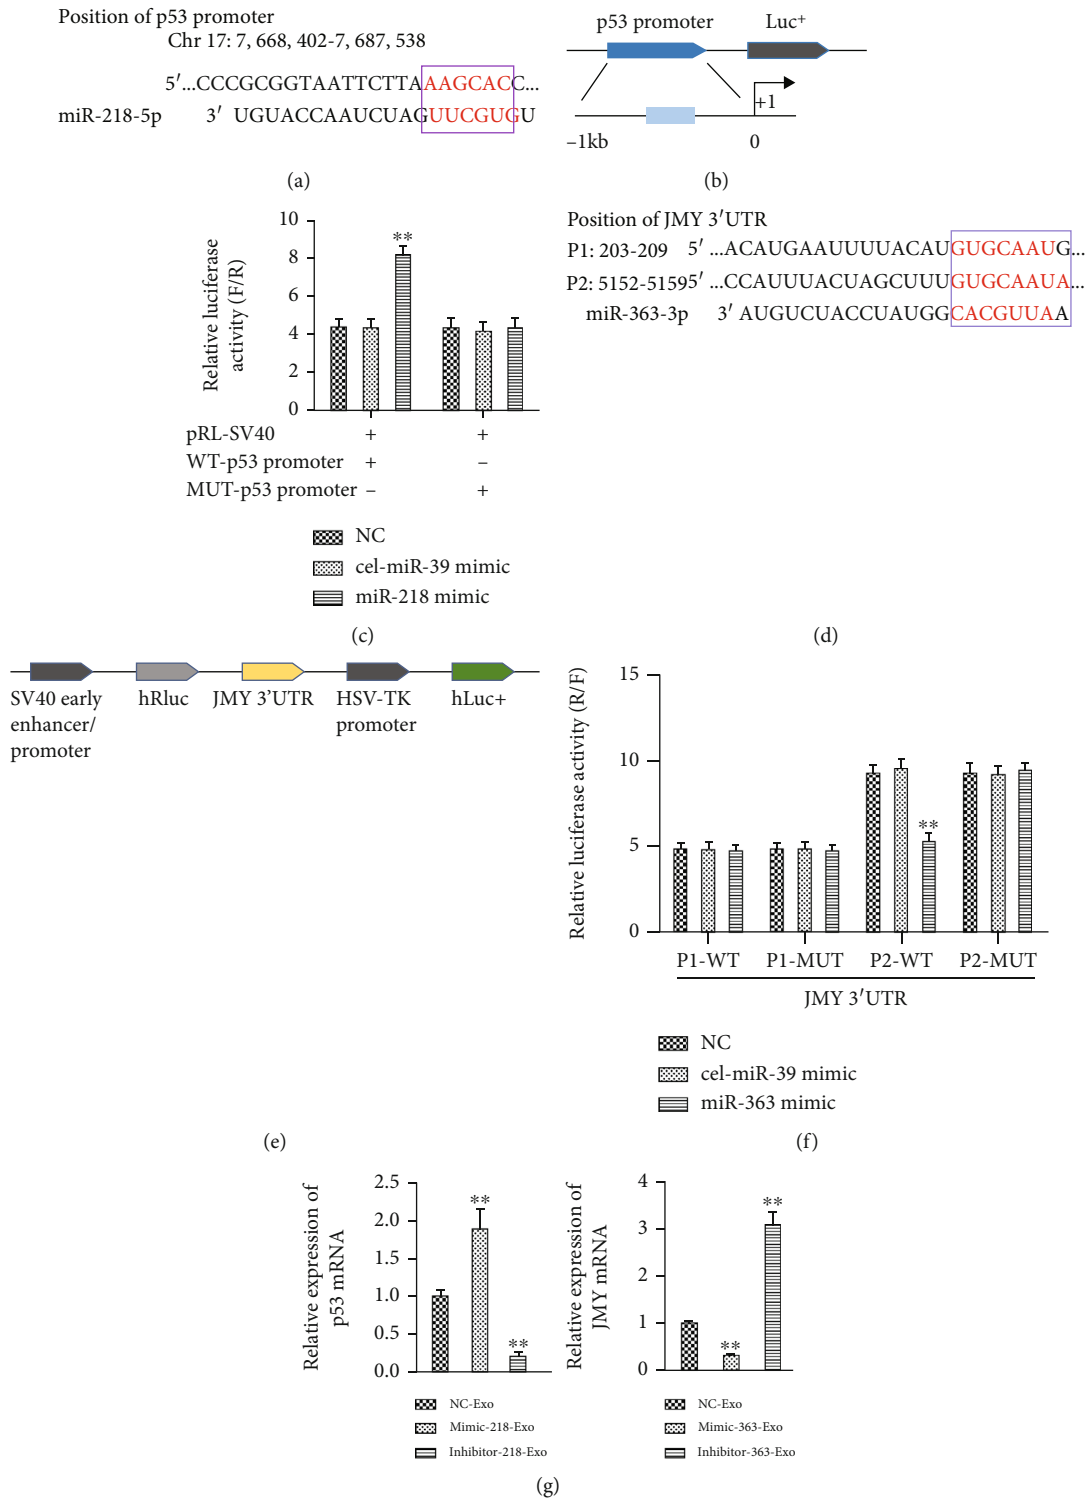 Position of p53 promoter
Chr 17: 7, 668, 402-7, 687, 538
5′...CCCGCGGTAATTCTTAAAGCACC...
miR-218-5p 3′ UGUACCAAUCUAGUUCGUGU
(a)
p53 promoter Luc+
+1
−1kb 0
(b)
10
8
6
4
2
0
Relative luciferase
activity (F/R)
**
pRL-SV40 + +
WT-p53 promoter + −
MUT-p53 promoter − +
NC
cel-miR-39 mimic
miR-218 mimic
(c)
Position of JMY 3′UTR
P1: 203-209 5′ ...ACAUGAAUUUUACAUGUGCAAUG...
P2: 5152-5159 5′ ...CCAUUUACUAGCUUUGUGCAAUA...
miR-363-3p 3′ AUGUCUACCUAUGGCACGUUAA
(d)
SV40 early
enhancer/
promoter
hRluc
JMY 3'UTR
HSV-TK
promoter
hLuc+
(e)
15
10
5
0
Relative luciferase activity (R/F)
**
P1-WT P1-MUT P2-WT P2-MUT
JMY 3′UTR
NC
cel-miR-39 mimic
miR-363 mimic
(f)
2.5
2.0
1.5
1.0
0.5
0.0
Relative expression of
p53 mRNA
**
**
NC-Exo
Mimic-218-Exo
Inhibitor-218-Exo
4
3
2
1
0
Relative expression of
JMY mRNA
**
**
NC-Exo
Mimic-363-Exo
Inhibitor-363-Exo
(g)